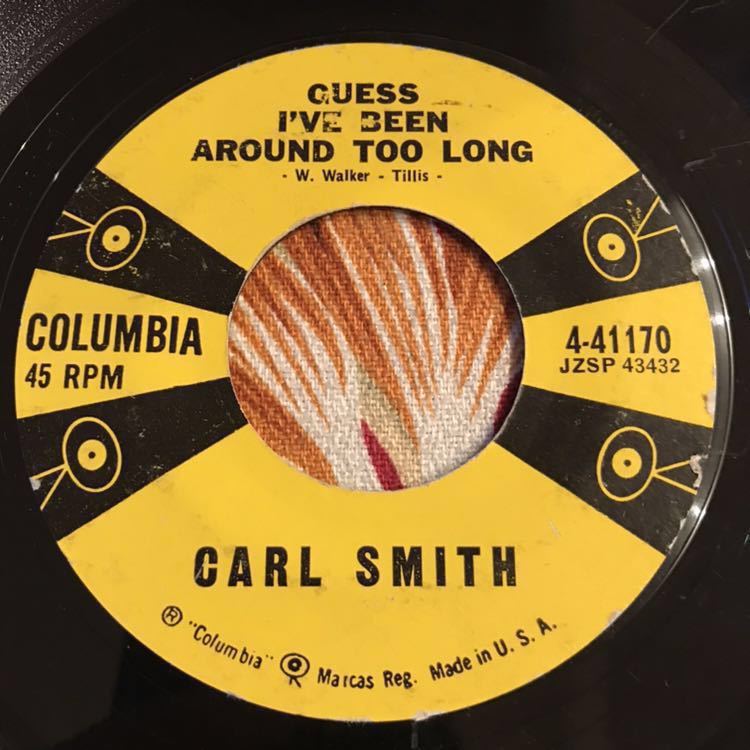 GUESS
I'VE BEEN
AROUND TOO LONG
- W. Walker - Tillis -
COLUMBIA
45 RPM
4-41170
JZSP 43432
CARL SMITH
® "Columbia" Marcas Reg. Made in U. S. A.